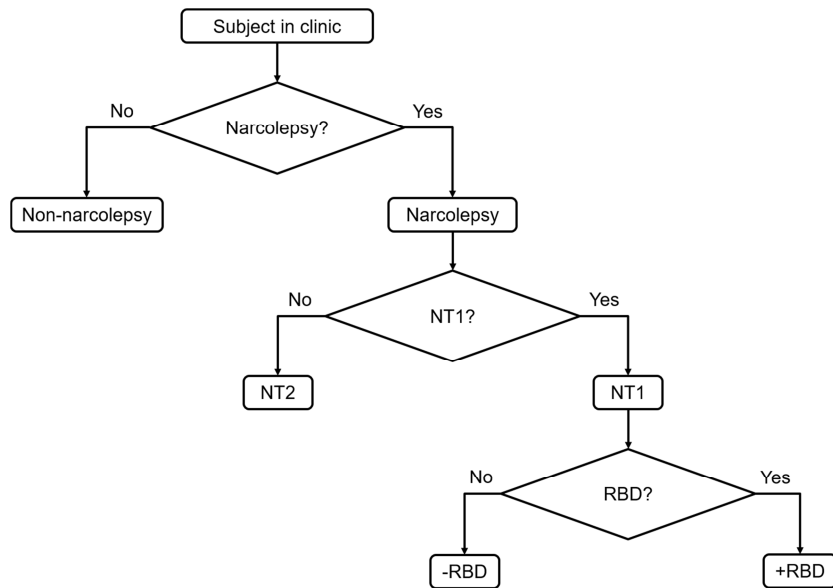 Subject in clinic
No
Yes
Narcolepsy?
Non-narcolepsy
Narcolepsy
No
Yes
NT1?
NT2
NT1
No
Yes
RBD?
-RBD
+RBD